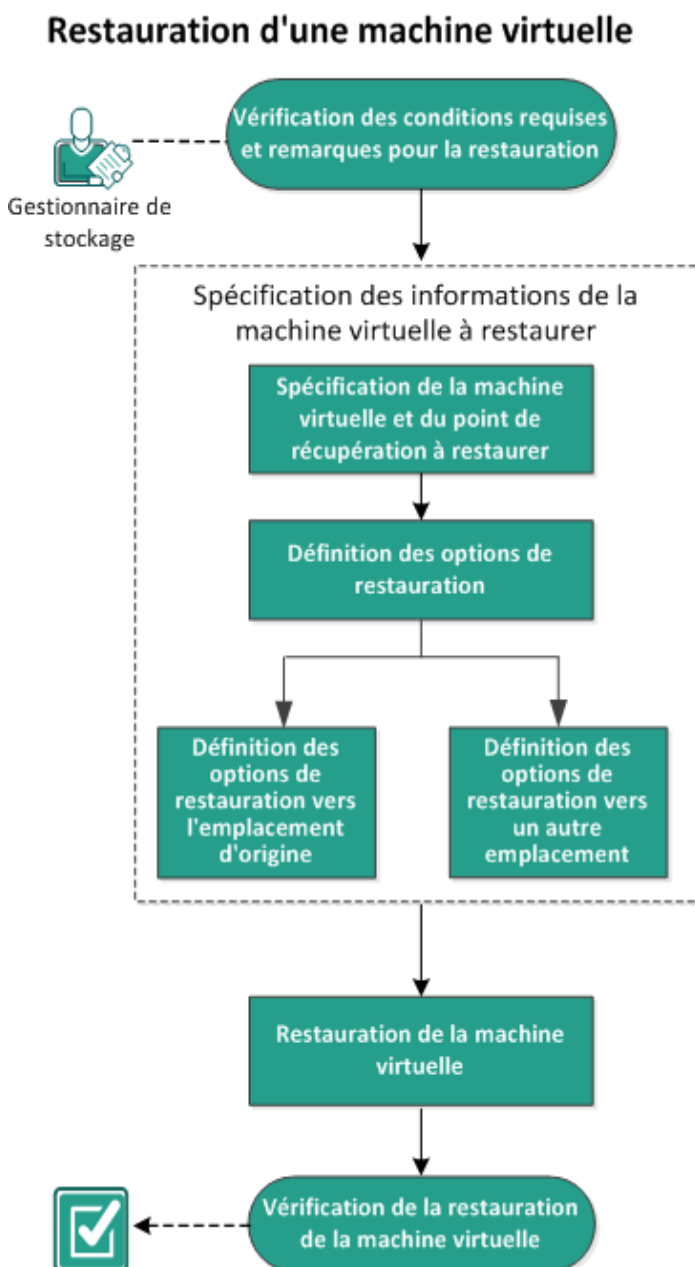 Restauration d'une machine virtuelle
Vérification des conditions requises
et remarques pour la restauration
Gestionnaire de
stockage
Spécification des informations de la
machine virtuelle à restaurer
Spécification de la machine
virtuelle et du point de
récupération à restaurer
Définition des options de
restauration
Définition des
options de
restauration vers
l'emplacement
d'origine
Définition des
options de
restauration vers
un autre
emplacement
Restauration de la machine
virtuelle
Vérification de la restauration
de la machine virtuelle